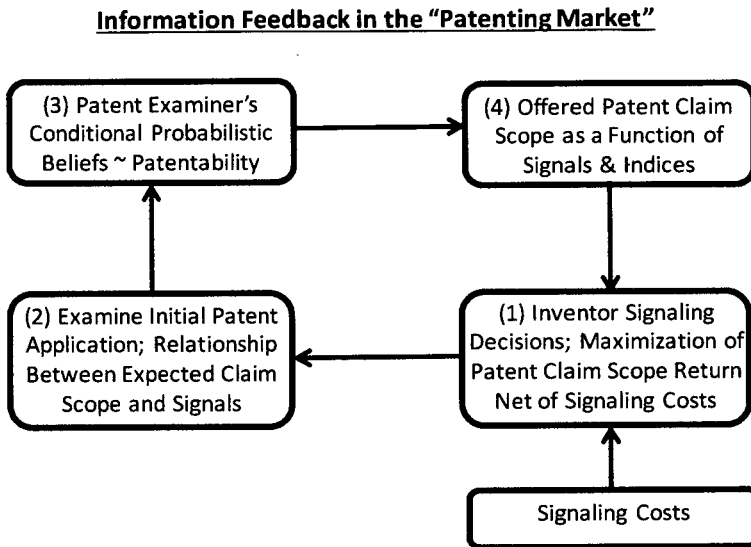 Information Feedback in the “Patenting Market”
(3) Patent Examiner’s
Conditional Probabilistic
Beliefs ~ Patentability
(4) Offered Patent Claim
Scope as a Function of
Signals & Indices
(2) Examine Initial Patent
Application; Relationship
Between Expected Claim
Scope and Signals
(1) Inventor Signaling
Decisions; Maximization of
Patent Claim Scope Return
Net of Signaling Costs
Signaling Costs